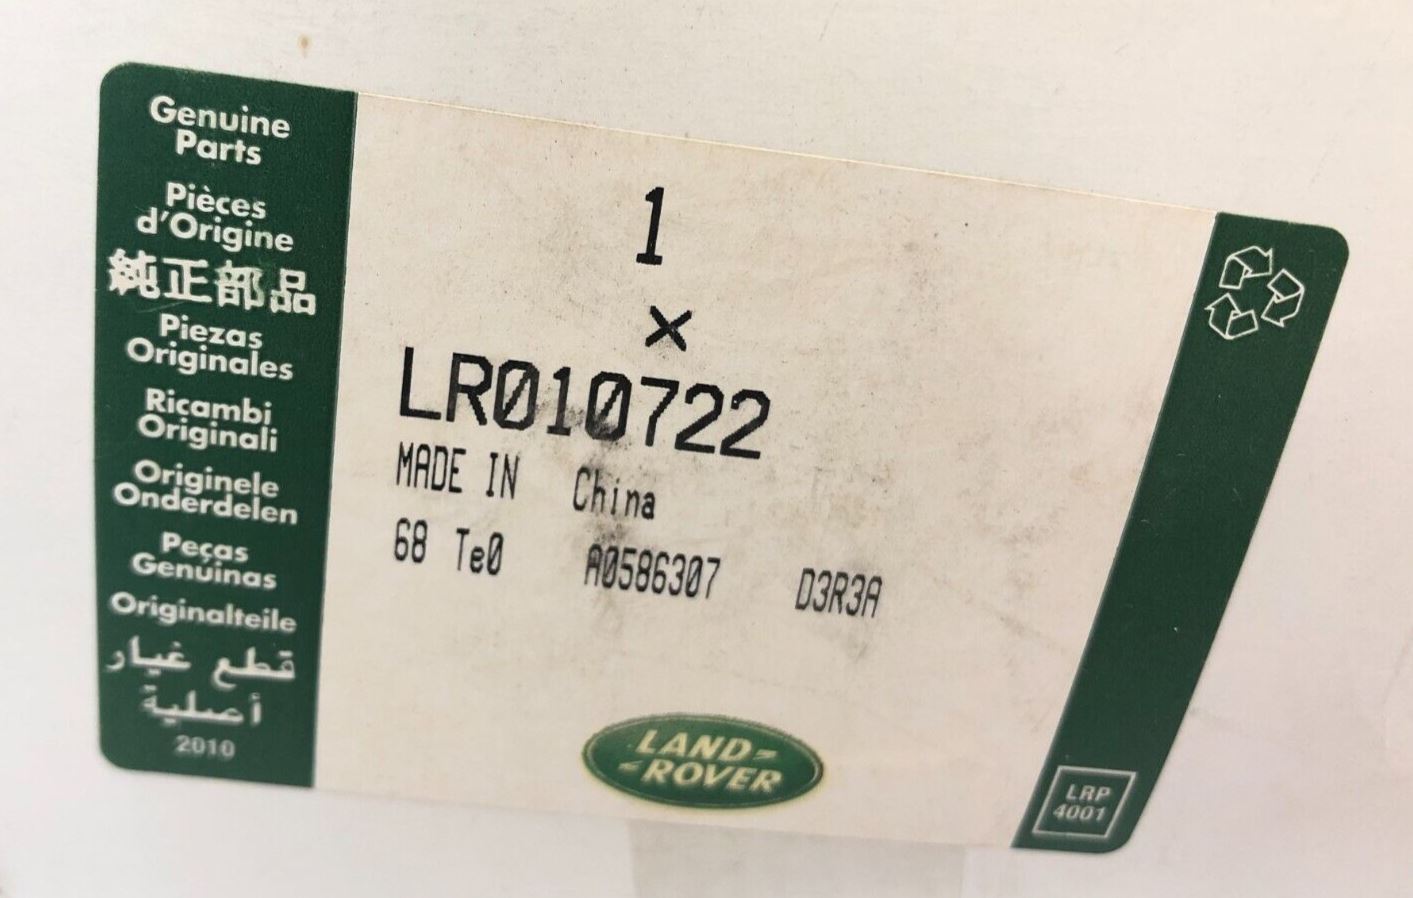 Genuine
Parts
Pièces
d'Origine
純正部品
Piezas
Originales
Ricambi
Originali
Originele
Onderdelen
Peças
Genúinas
Originalteile
قطع غيار
أصلية
2010
1
×
LR010722
MADE IN China
68 Te0 A0586307 D3R3A
LAND-
-ROVER
LRP
4001